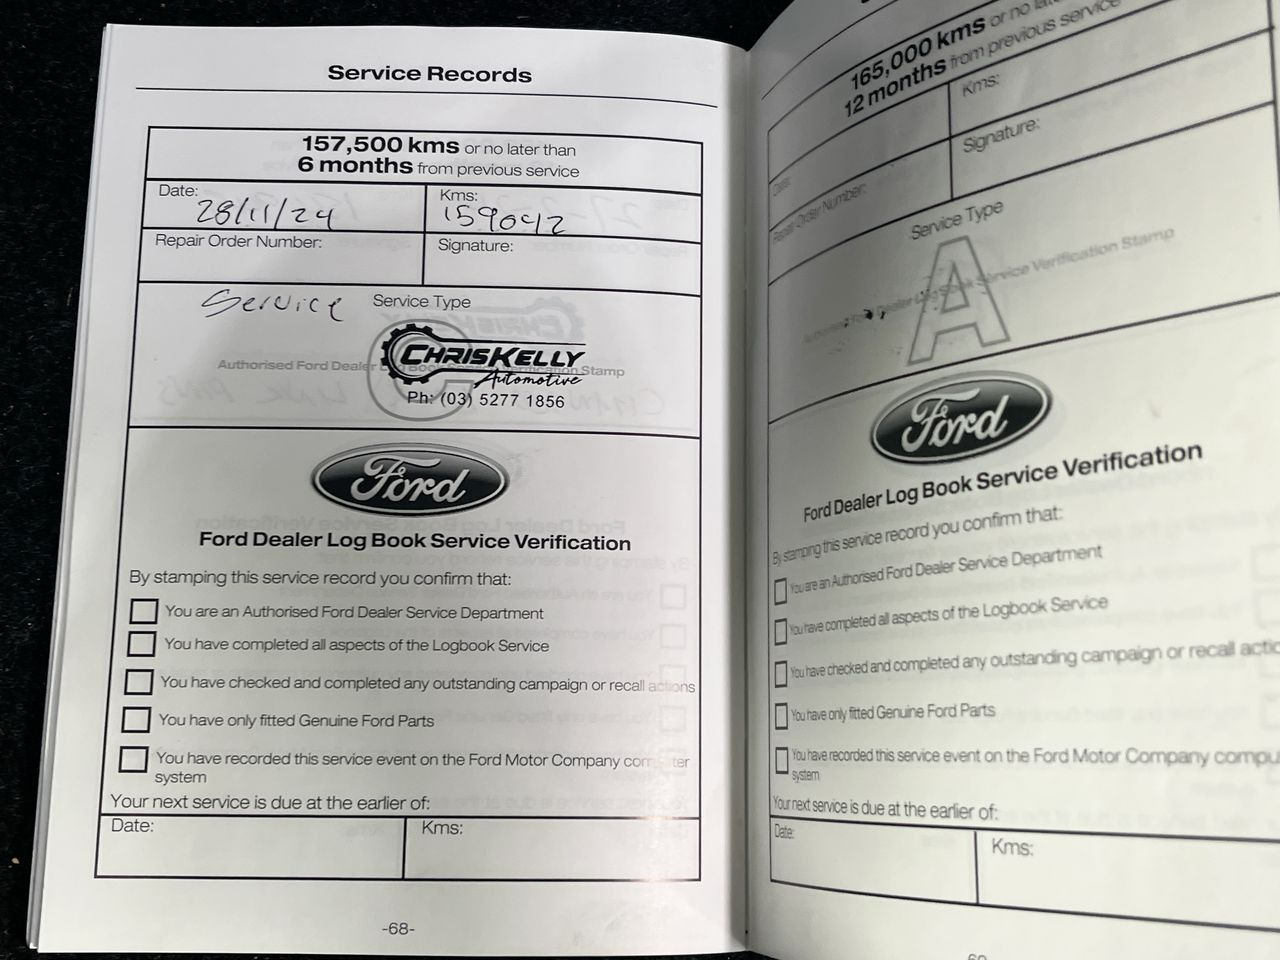 Service Records
157,500 kms or no later than
6 months from previous service
Date: 28/11/24
Kms: 159042
Repair Order Number:
Signature:
Service
Service Type
C
Authorised Ford Dealer Log Book Service Verification Stamp
CHRISKELLY
Automotive
Ph: (03) 5277 1856
Ford
Ford Dealer Log Book Service Verification
By stamping this service record you confirm that:
You are an Authorised Ford Dealer Service Department
You have completed all aspects of the Logbook Service
You have checked and completed any outstanding campaign or recall actions
You have only fitted Genuine Ford Parts
You have recorded this service event on the Ford Motor Company computer
system
Your next service is due at the earlier of:
Date:
Kms:
-68-
165,000 kms or no
12 months from previous service
Date:
Kms:
Repair Order Number:
Signature:
Service Type
A
Authorised Ford Dealer Log Book Service Verification Stamp
Ford
Ford Dealer Log Book Service Verification
By stamping this service record you confirm that:
You are an Authorised Ford Dealer Service Department
You have completed all aspects of the Logbook Service
You have checked and completed any outstanding campaign or recall
You have only fitted Genuine Ford Parts
You have recorded this service event on the Ford Motor Company
system
Your next service is due at the earlier of:
Date:
Kms: